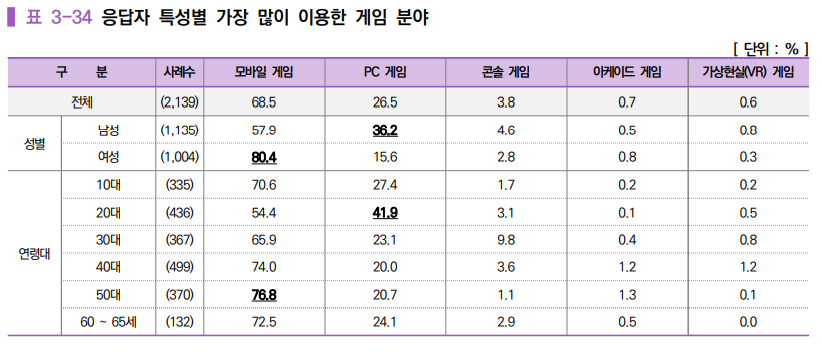 표 3-34 응답자 특성별 가장 많이 이용한 게임 분야
[ 단위 : % ]
구 분 사례수 모바일 게임 PC 게임 콘솔 게임 아케이드 게임 가상현실(VR) 게임
전체 (2,139) 68.5 26.5 3.8 0.7 0.6
성별 남성 (1,135) 57.9 36.2 4.6 0.5 0.8
여성 (1,004) 80.4 15.6 2.8 0.8 0.3
연령대 10대 (335) 70.6 27.4 1.7 0.2 0.2
20대 (436) 54.4 41.9 3.1 0.1 0.5
30대 (367) 65.9 23.1 9.8 0.4 0.8
40대 (499) 74.0 20.0 3.6 1.2 1.2
50대 (370) 76.8 20.7 1.1 1.3 0.1
60 ~ 65세 (132) 72.5 24.1 2.9 0.5 0.0